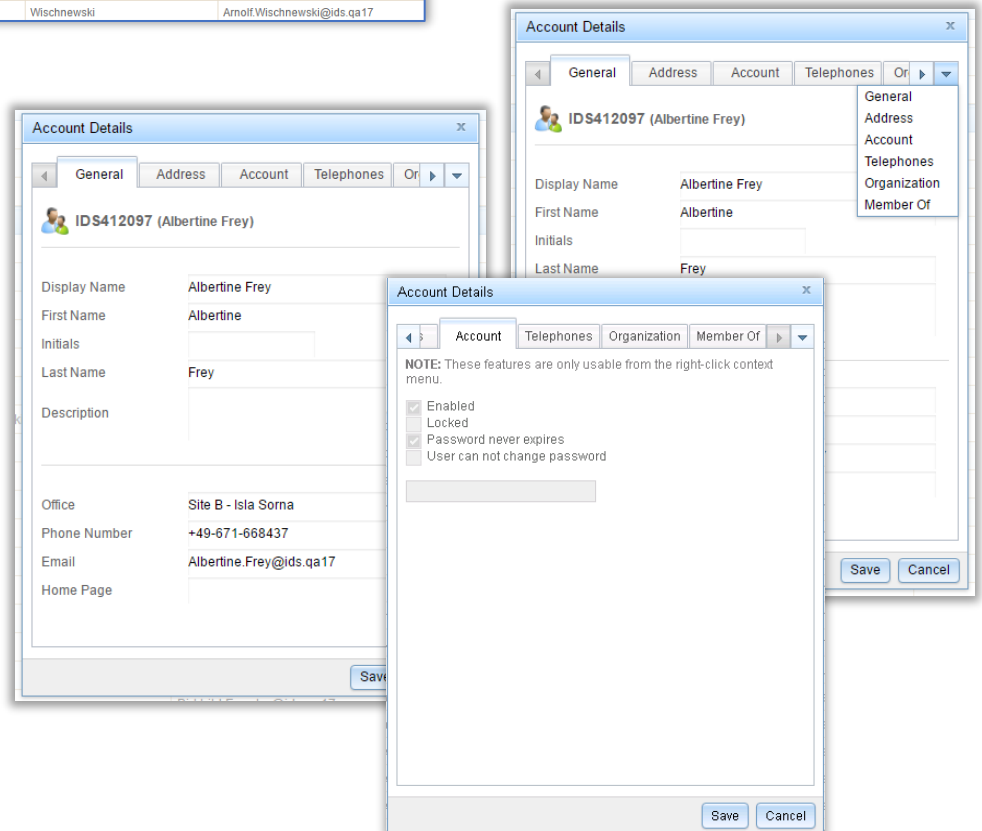 Wischnewski Arnolf.Wischnewski@ids.qa17
Account Details x
General Address Account Telephones
IDS412097 (Albertine Frey)
Display Name Albertine Frey
First Name Albertine
Initials
Last Name Frey
Description
Office Site B - Isla Sorna
Phone Number +49-671-668437
Email Albertine.Frey@ids.qa17
Home Page
Save
Account Details x
General Address Account Telephones
General
Address
Account
Telephones
Organization
Member Of
IDS412097 (Albertine Frey)
Display Name Albertine Frey
First Name Albertine
Initials
Last Name Frey
Save Cancel
Account Details x
Account Telephones Organization Member Of
NOTE: These features are only usable from the right-click context
menu.
Enabled
Locked
Password never expires
User can not change password
Save Cancel